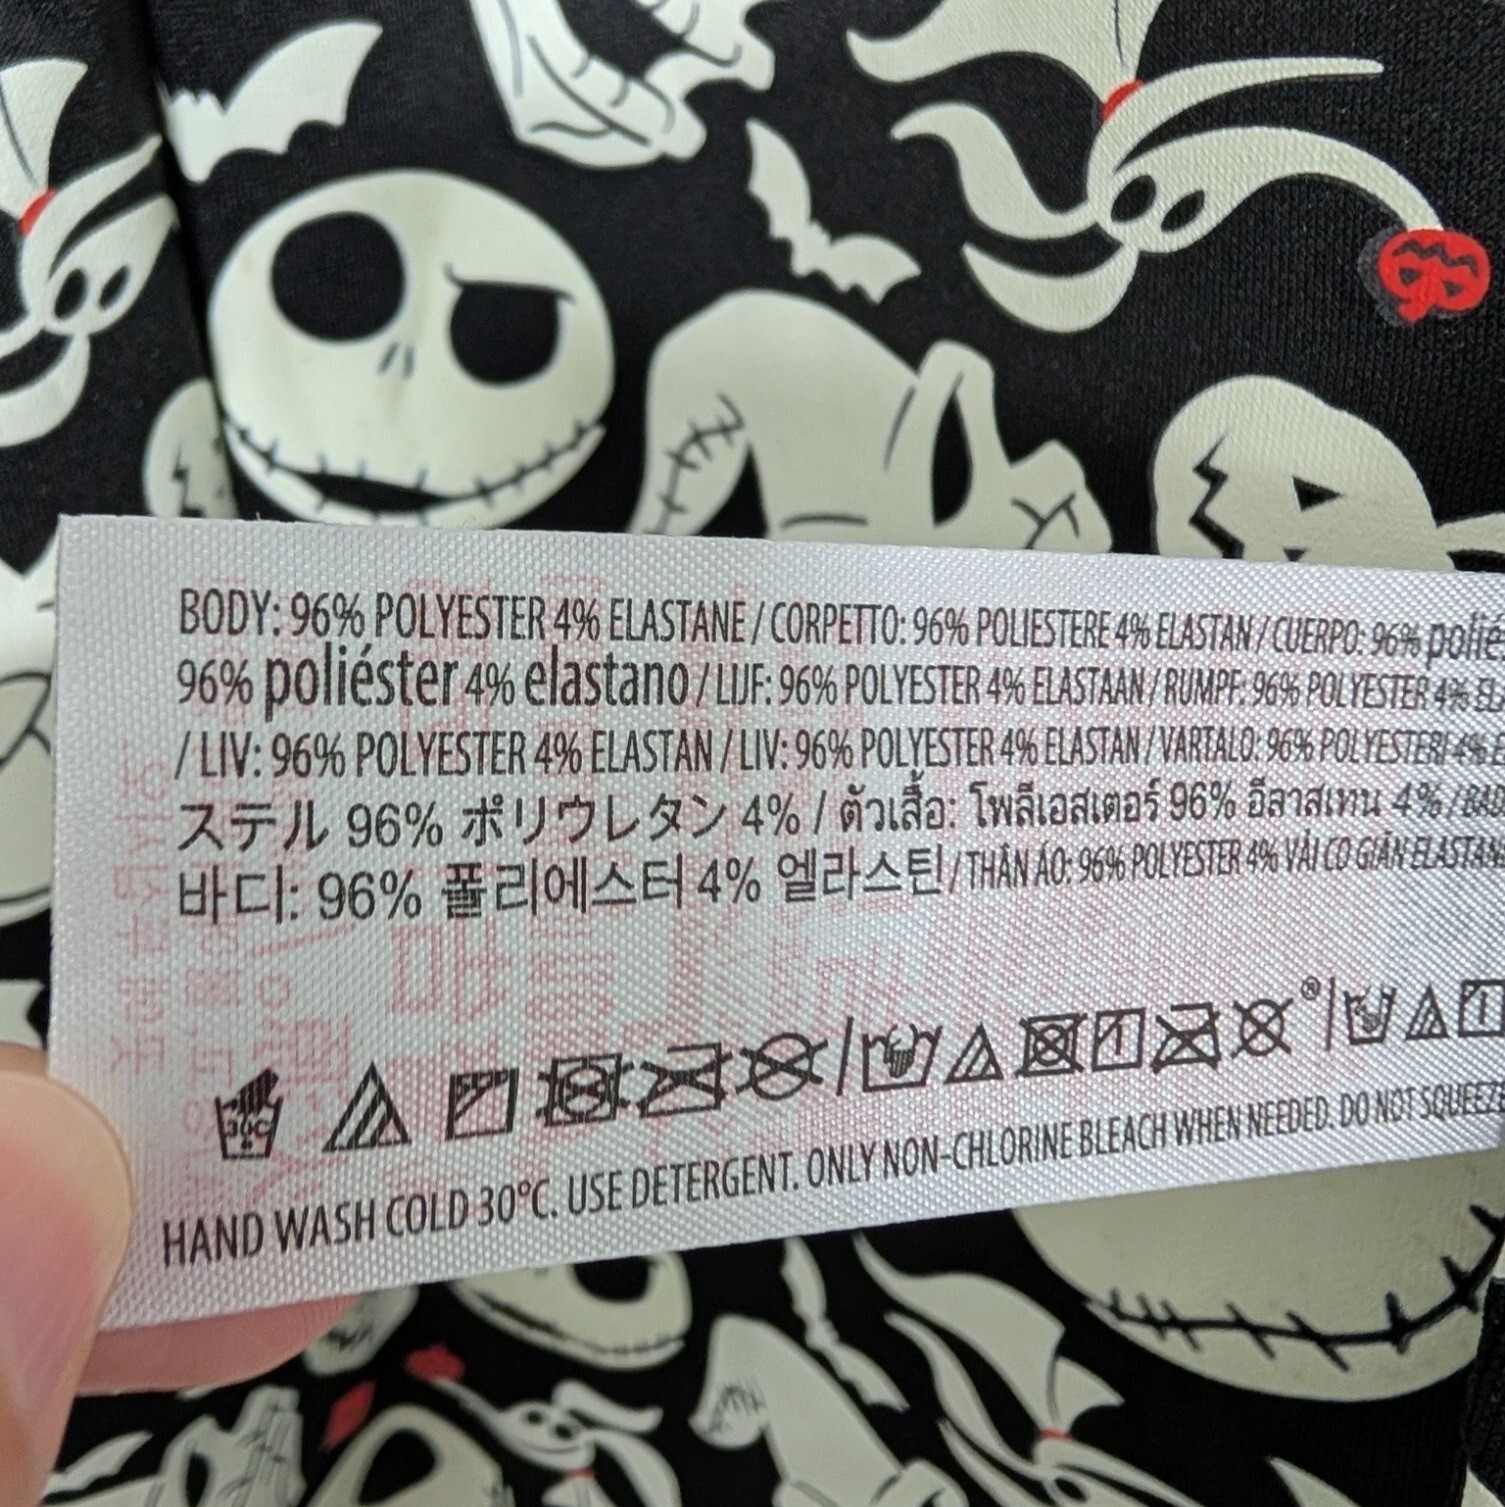 BODY: 96% POLYESTER 4% ELASTANE / CORPETTO: 96% POLIESTERE 4% ELASTAN / CUERPO: 96%
96% poliéster 4% elastano / LIJF: 96% POLYESTER 4% ELASTAAN / RUMPF: 96% POLYESTER 4%
/ LIV: 96% POLYESTER 4% ELASTAN / LIV: 96% POLYESTER 4% ELASTAN / VARTALO: 96% POLYESTERI 4%
ステル 96% ポリウレタン 4% / ตัวเสื้อ: โพลีเอสเตอร์ 96% อีลาสเทน 4% /
바디: 96% 폴리에스터 4% 엘라스틴 / THÂN ÁO: 96% POLYESTER 4% VẢI CO GIÃN ELASTAN
30°C
HAND WASH COLD 30°C. USE DETERGENT. ONLY NON-CHLORINE BLEACH WHEN NEEDED. DO NOT SQUEEZE